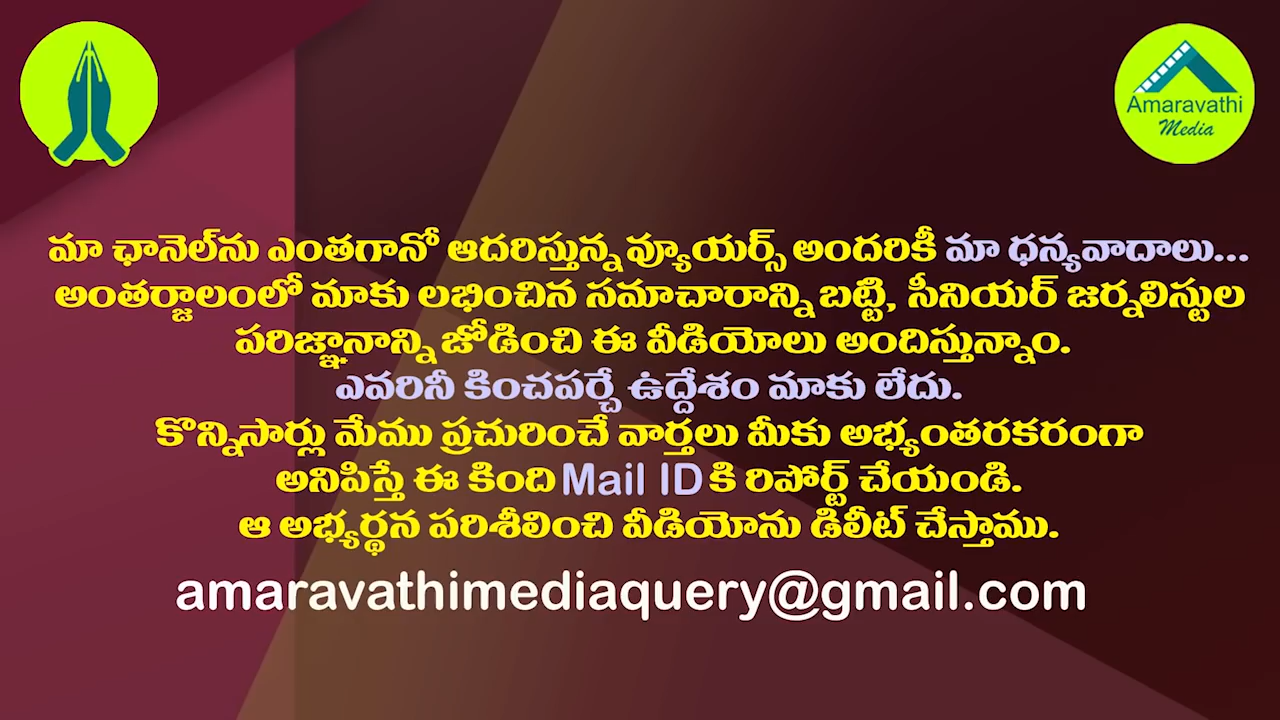 Amaravathi
Media
మా ఛానెల్‌ను ఎంతగానో ఆదరిస్తున్న వ్యూయర్స్ అందరికీ మా ధన్యవాదాలు...
అంతర్జాలంలో మాకు లభించిన సమాచారాన్ని బట్టి, సీనియర్ జర్నలిస్టుల
పరిజ్ఞానాన్ని జోడించి ఈ వీడియోలు అందిస్తున్నాం.
ఎవరినీ కించపర్చే ఉద్దేశం మాకు లేదు.
కొన్నిసార్లు మేము ప్రచురించే వార్తలు మీకు అభ్యంతరకరంగా
అనిపిస్తే ఈ కింది Mail ID కి రిపోర్ట్ చేయండి.
ఆ అభ్యర్థన పరిశీలించి వీడియోను డిలీట్ చేస్తాము.
amaravathimediaquery@gmail.com